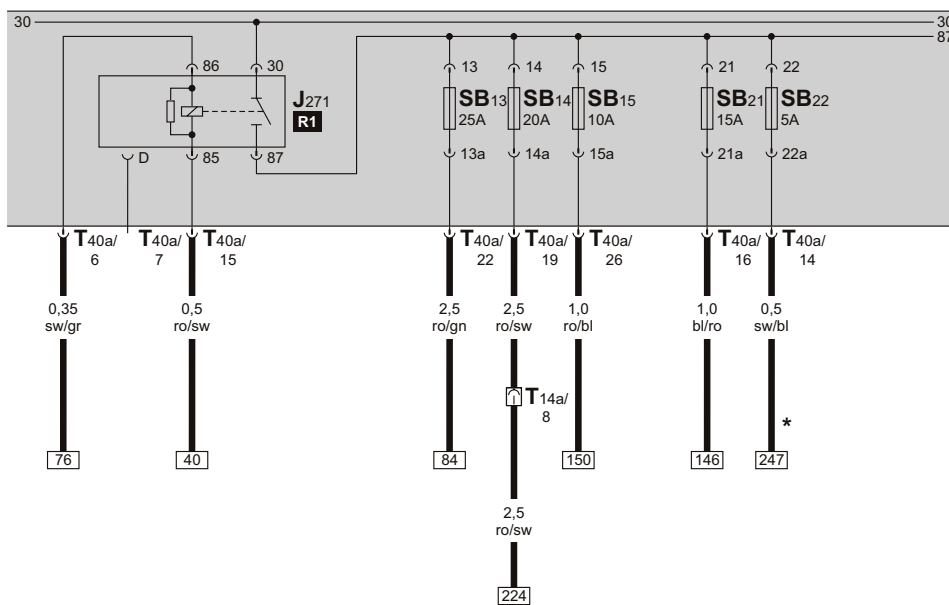 30 30
87
86 30 13 14 15 21 22
J271 SB13 SB14 SB15 SB21 SB22
R1 25A 20A 10A 15A 5A
D 85 87 13a 14a 15a 21a 22a
T40a/ T40a/ T40a/ T40a/ T40a/ T40a/ T40a/ T40a/
6 7 15 22 19 26 16 14
0,35 0,5 2,5 2,5 1,0 1,0 0,5
sw/gr ro/sw ro/gn ro/sw ro/bl bl/ro sw/bl
T14a/
8
*
76 40 84 150 146 247
2,5
ro/sw
224